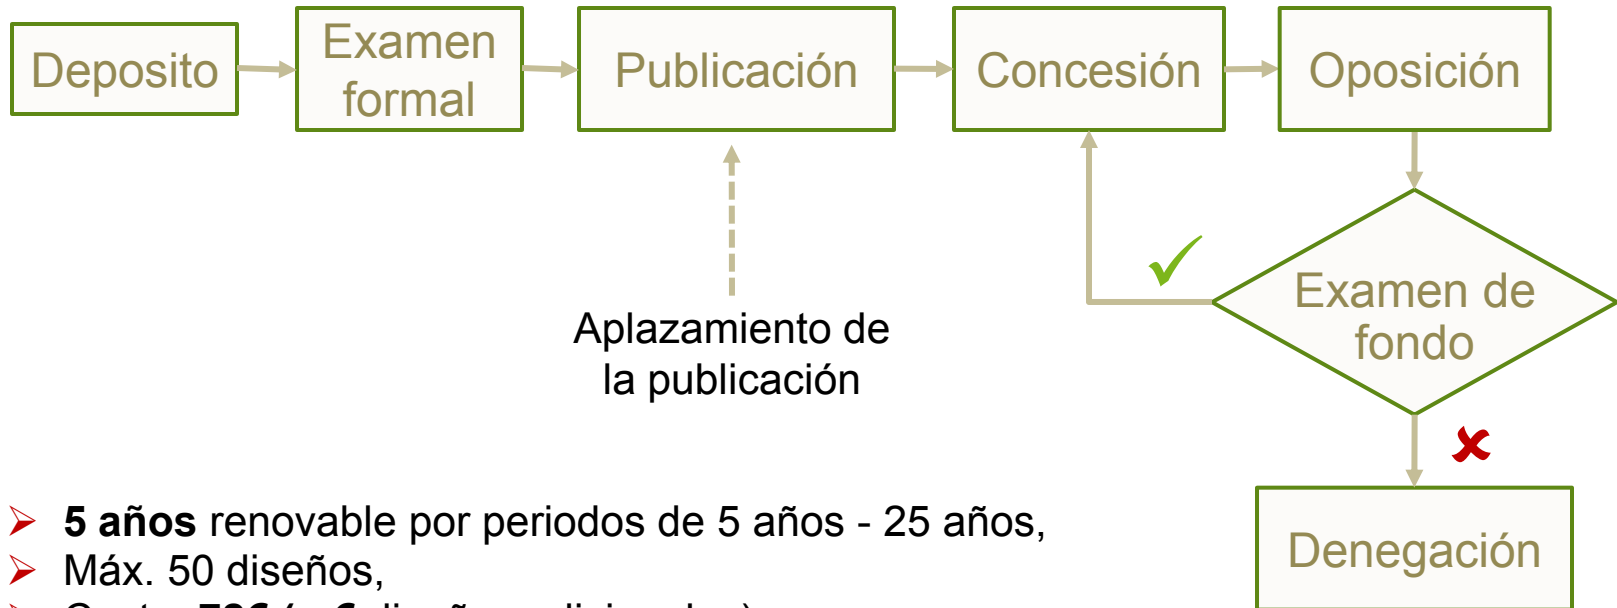 Deposito
Examen
formal
Publicación
Concesión
Oposición
Aplazamiento de
la publicación
Examen de
fondo
Denegación
5 años renovable por periodos de 5 años - 25 años,
Máx. 50 diseños,